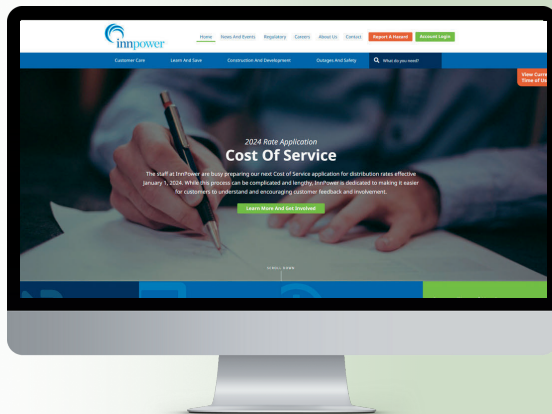 innpower
Home News And Events Regulatory Careers About Us Contact Report A Hazard Account Login
Customer Care Learn And Save Construction And Development Outages And Safety What do you need?
View Curre
Time of Us
2024 Rate Application
Cost Of Service
The staff at InnPower are busy preparing our next Cost of Service application for distribution rates effective
January 1, 2024. While this process can be complicated and lengthy, InnPower is dedicated to making it easier
for customers to understand and encouraging customer feedback and involvement.
Learn More And Get Involved
SCROLL DOWN